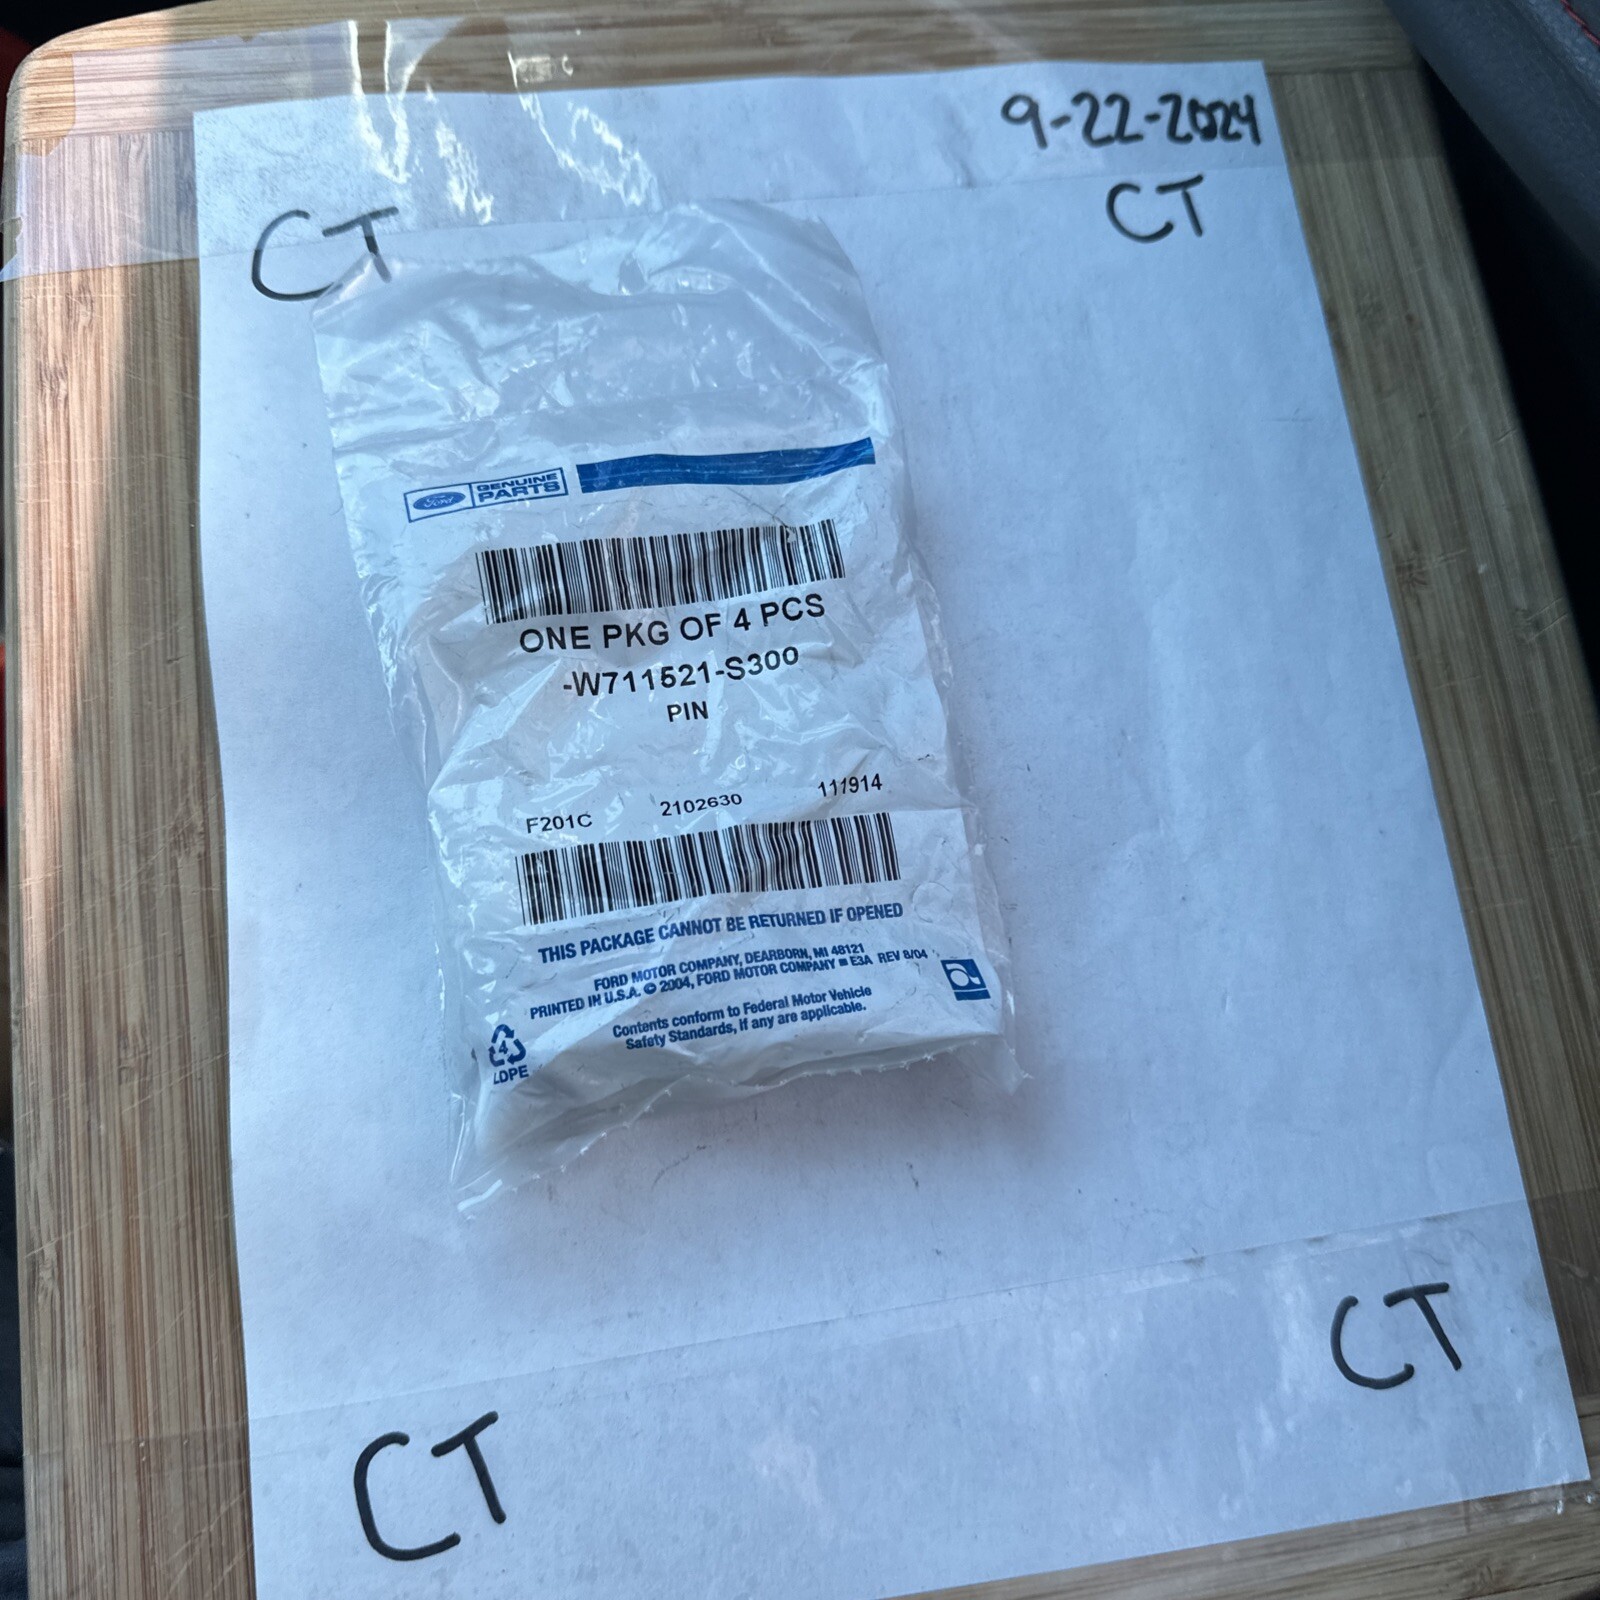 9-22-2024
CT
CT
Ford
GENUINE
PARTS
ONE PKG OF 4 PCS
-W711521-S300
PIN
F201C 2102630 111914
THIS PACKAGE CANNOT BE RETURNED IF OPENED
FORD MOTOR COMPANY, DEARBORN, MI 48121
PRINTED IN U.S.A. © 2004, FORD MOTOR COMPANY ■ E3A REV 8/04
Contents conform to Federal Motor Vehicle
Safety Standards, if any are applicable.
4
LDPE
CT
CT